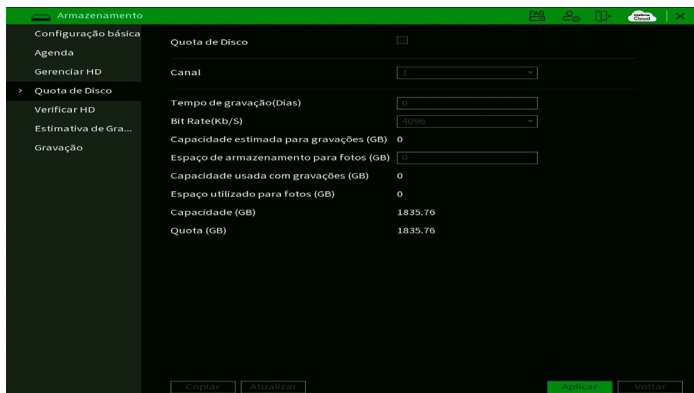 Armazenamento
FAQ
intelbras Cloud
Configuração básica
Agenda
Gerenciar HD
> Quota de Disco
Verificar HD
Estimativa de Gra...
Gravação
Quota de Disco
Canal 1
Tempo de gravação(Dias) 0
Bit Rate(Kb/S) 4096
Capacidade estimada para gravações (GB) 0
Espaço de armazenamento para fotos (GB) 0
Capacidade usada com gravações (GB) 0
Espaço utilizado para fotos (GB) 0
Capacidade (GB) 1835.76
Quota (GB) 1835.76
Copiar Atualizar Aplicar Voltar